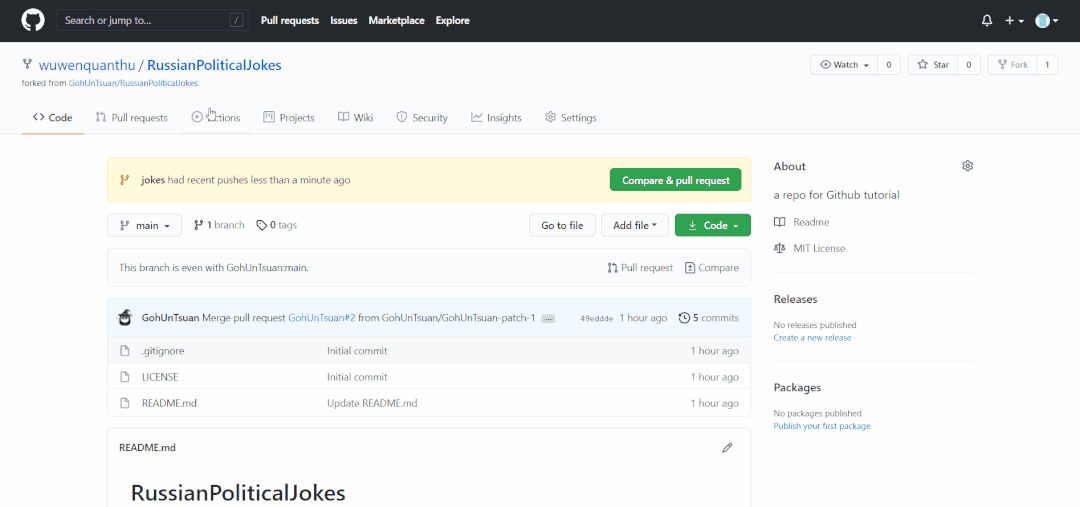 Search or jump to... /
Pull requests Issues Marketplace Explore
wuwenquanthu / RussianPoliticalJokes
forked from GohUnTsuan/RussianPoliticalJokes
Watch 0 Star 0 Fork 1
Code Pull requests Actions Projects Wiki Security Insights Settings
jokes had recent pushes less than a minute ago
Compare & pull request
main 1 branch 0 tags Go to file Add file Code
This branch is even with GohUnTsuan:main. Pull request Compare
GohUnTsuan Merge pull request GohUnTsuan#2 from GohUnTsuan/GohUnTsuan-patch-1 ... 49eddde 1 hour ago 5 commits
.gitignore Initial commit 1 hour ago
LICENSE Initial commit 1 hour ago
README.md Update README.md 1 hour ago
README.md
RussianPoliticalJokes
About
a repo for Github tutorial
Readme
MIT License
Releases
No releases published
Create a new release
Packages
No packages published
Publish your first package